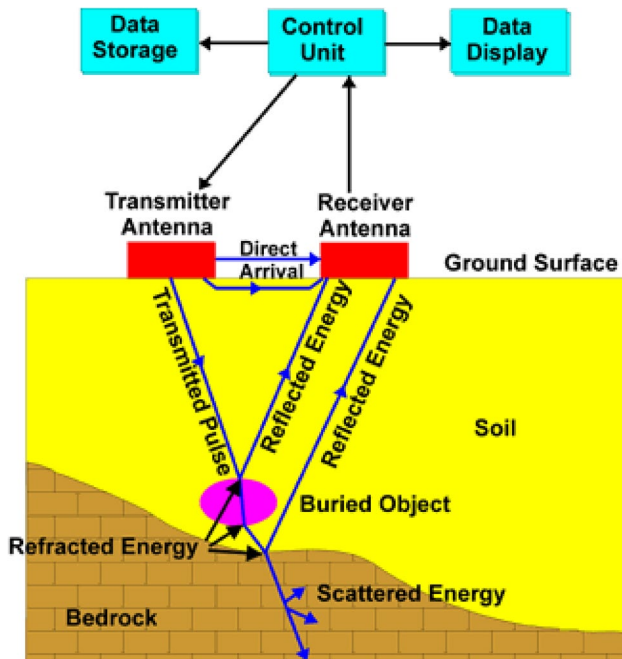 Data
Storage
Control
Unit
Data
Display
Transmitter
Antenna
Receiver
Antenna
Direct
Arrival
Ground Surface
Transmitted Pulse
Reflected Energy
Reflected Energy
Soil
Buried Object
Refracted Energy
Scattered Energy
Bedrock